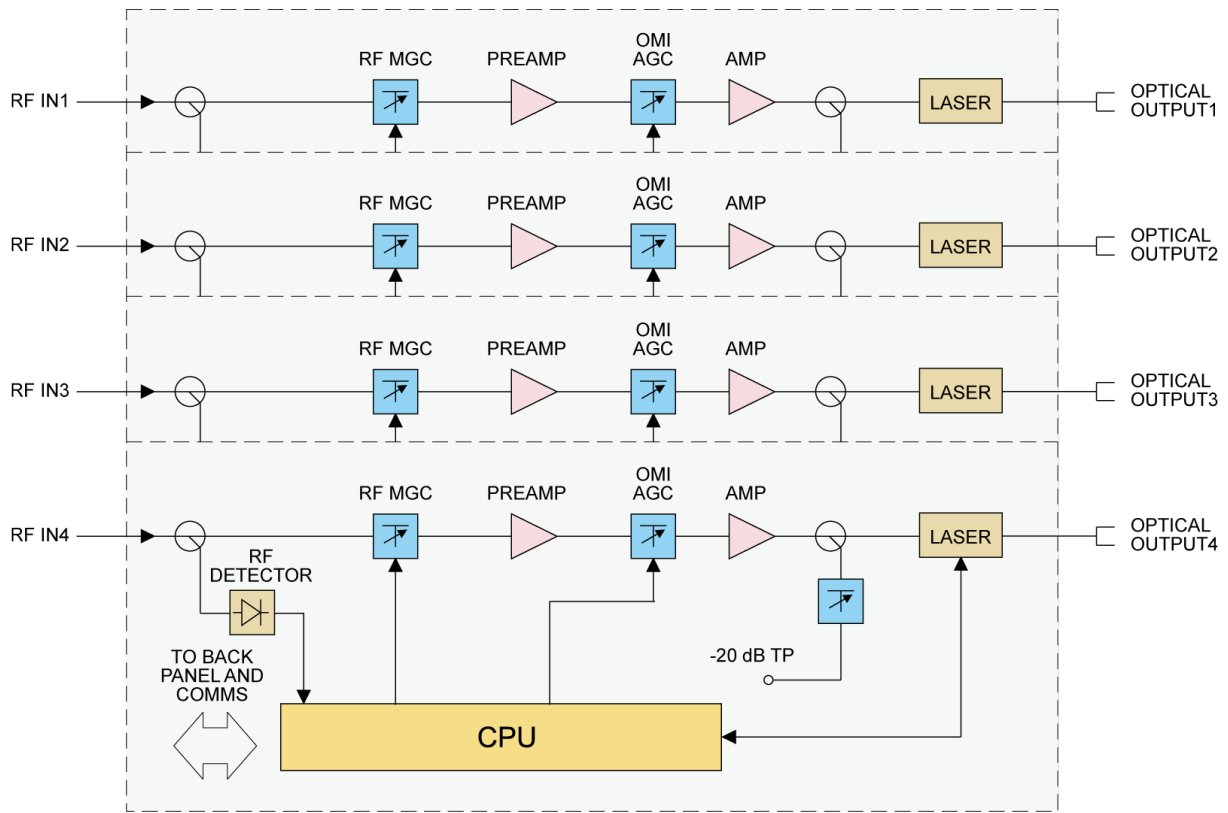 RF MGC
PREAMP
OMI
AGC
AMP
RF IN1
LASER
OPTICAL
OUTPUT1
RF MGC
PREAMP
OMI
AGC
AMP
RF IN2
LASER
OPTICAL
OUTPUT2
RF MGC
PREAMP
OMI
AGC
AMP
RF IN3
LASER
OPTICAL
OUTPUT3
RF MGC
PREAMP
OMI
AGC
AMP
RF IN4
LASER
OPTICAL
OUTPUT4
RF
DETECTOR
TO BACK
PANEL AND
COMMS
-20 dB TP
CPU